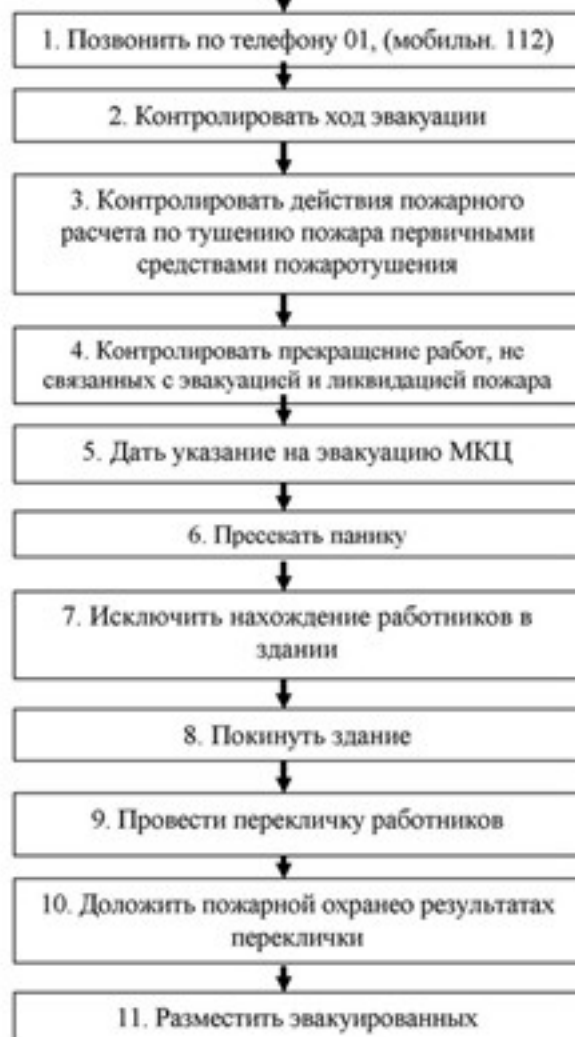 1. Позвонить по телефону 01, (мобильн. 112)
2. Контролировать ход эвакуации
3. Контролировать действия пожарного
расчета по тушению пожара первичными
средствами пожаротушения
4. Контролировать прекращение работ, не
связанных с эвакуацией и ликвидацией пожара
5. Дать указание на эвакуацию МКЦ
6. Пресекать панику
7. Исключить нахождение работников в
здании
8. Покинуть здание
9. Провести перекличку работников
10. Доложить пожарной охранео результатах
переклички
11. Разместить эвакуированных